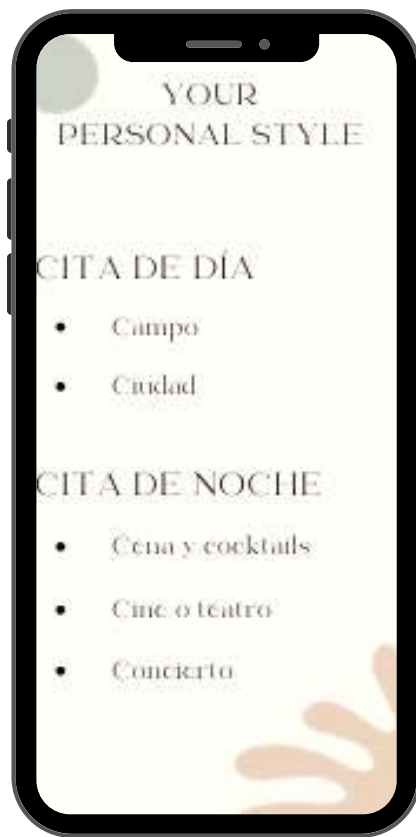 YOUR
PERSONAL STYLE
CITA DE DÍA
• Campo
• Ciudad
CITA DE NOCHE
• Cena y cocktails
• Cine o teatro
• Concierto